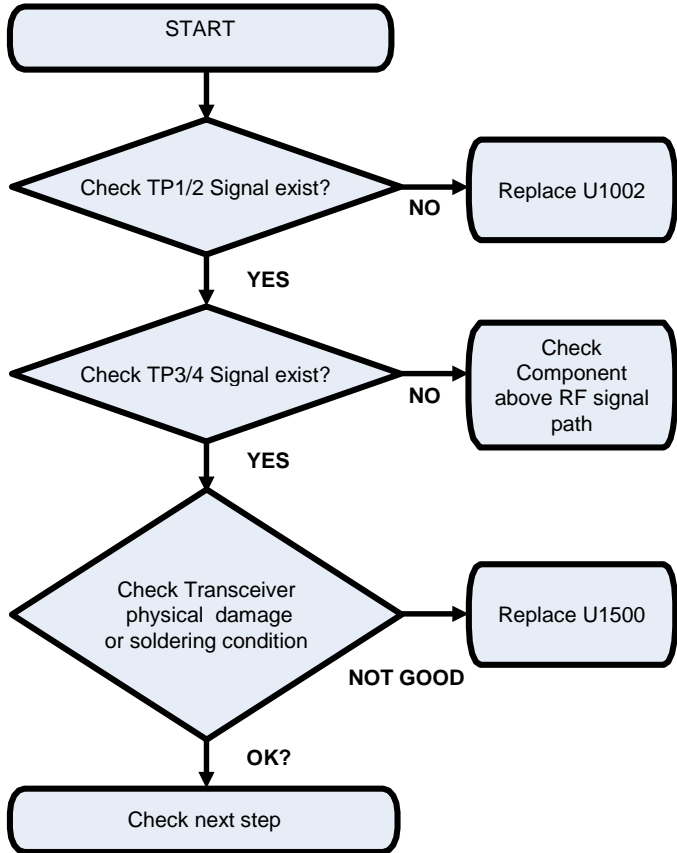 START
Check TP1/2 Signal exist?
NO
Replace U1002
YES
Check TP3/4 Signal exist?
NO
Check
Component
above RF signal
path
YES
Check Transceiver
physical damage
or soldering condition
NOT GOOD
Replace U1500
OK?
Check next step